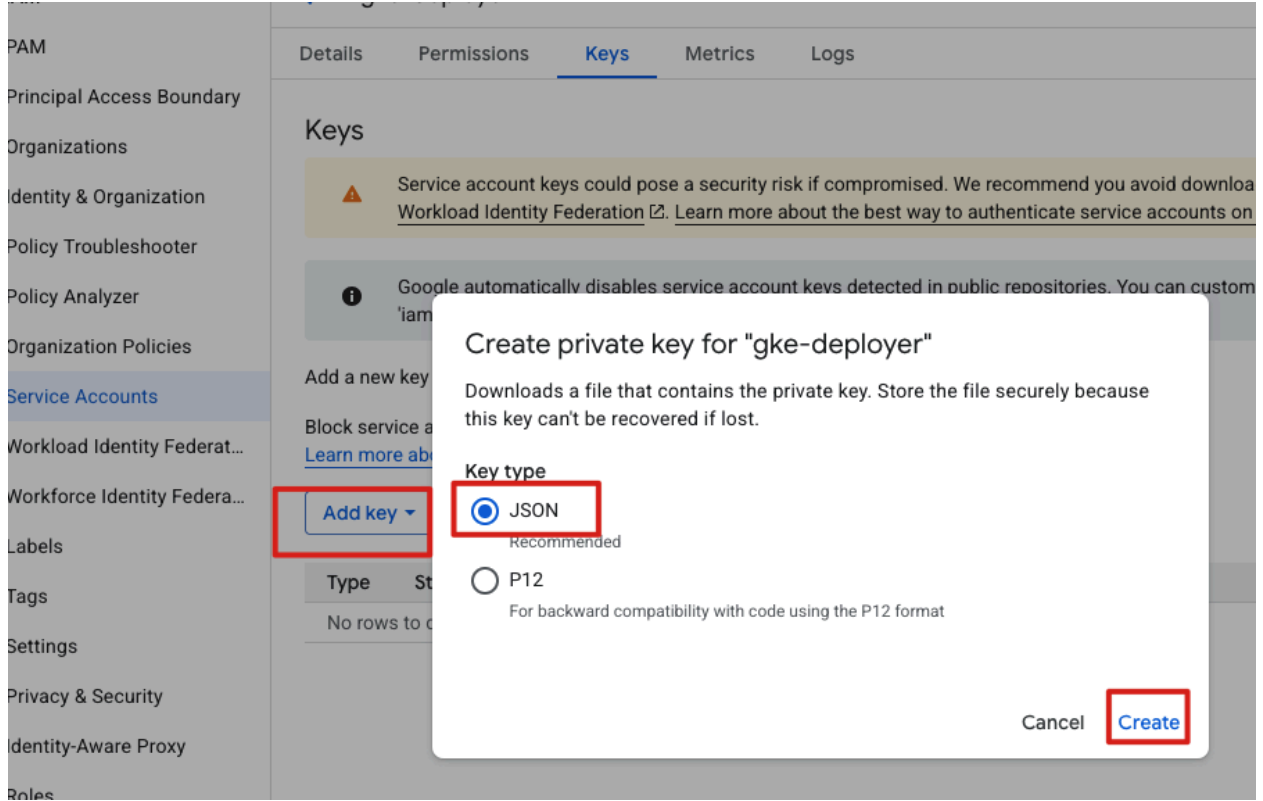 PAM
Principal Access Boundary
Organizations
Identity & Organization
Policy Troubleshooter
Policy Analyzer
Organization Policies
Service Accounts
Workload Identity Federat...
Workforce Identity Federa...
Labels
Tags
Settings
Privacy & Security
Identity-Aware Proxy
Roles
Details Permissions Keys Metrics Logs
Keys
Service account keys could pose a security risk if compromised. We recommend you avoid
Workload Identity Federation . Learn more about the best way to authenticate service accounts on
Google automatically disables service account keys detected in public repositories. You can
'iam
Add a new key
Block service
Learn more
Add key
Type
No rows to
Create private key for "gke-deployer"
Downloads a file that contains the private key. Store the file securely because
this key can't be recovered if lost.
Key type
JSON
Recommended
P12
For backward compatibility with code using the P12 format
Cancel Create